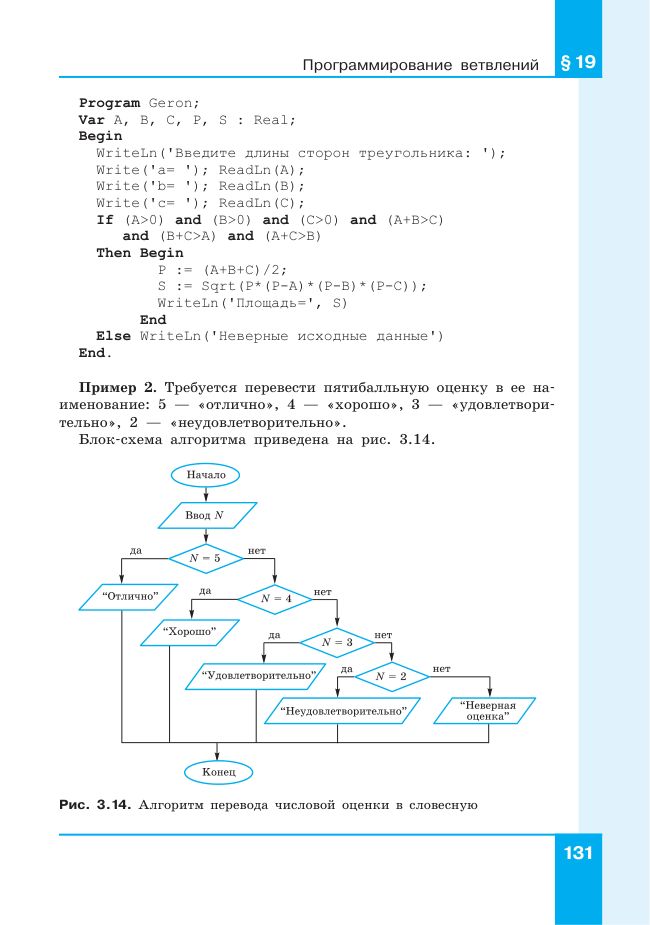 Программирование ветвлений
§ 19
Program Geron;
Var A, B, C, P, S : Real;
Begin
WriteLn('Введите длины сторон треугольника: ');
Write('a= '); ReadLn(A);
Write('b= '); ReadLn(B);
Write('c= '); ReadLn(C);
If (A>0) and (B>0) and (C>0) and (A+B>C)
and (B+C>A) and (A+C>B)
Then Begin
P := (A+B+C)/2;
S := Sqrt(P*(P-A)*(P-B)*(P-C));
WriteLn('Площадь=', S)
End
Else WriteLn('Неверные исходные данные')
End.
Пример 2. Требуется перевести пятибалльную оценку в ее на-
именование: 5 — «отлично», 4 — «хорошо», 3 — «удовлетвори-
тельно», 2 — «неудовлетворительно».
Блок-схема алгоритма приведена на рис. 3.14.
Начало
Ввод N
да
N = 5
нет
"Отлично"
да
N = 4
нет
"Хорошо"
да
N = 3
нет
"Удовлетворительно"
да
N = 2
нет
"Неудовлетворительно"
"Неверная
оценка"
Конец
Рис. 3.14. Алгоритм перевода числовой оценки в словесную
131